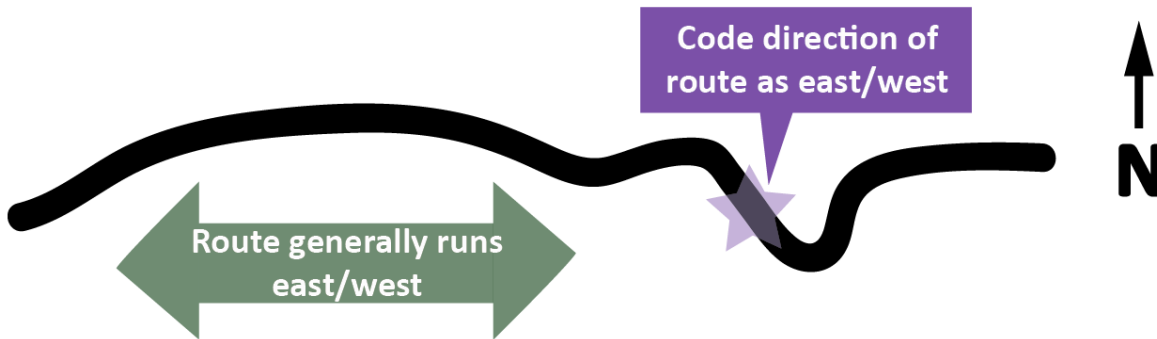 Code direction of
route as east/west
N
Route generally runs
east/west